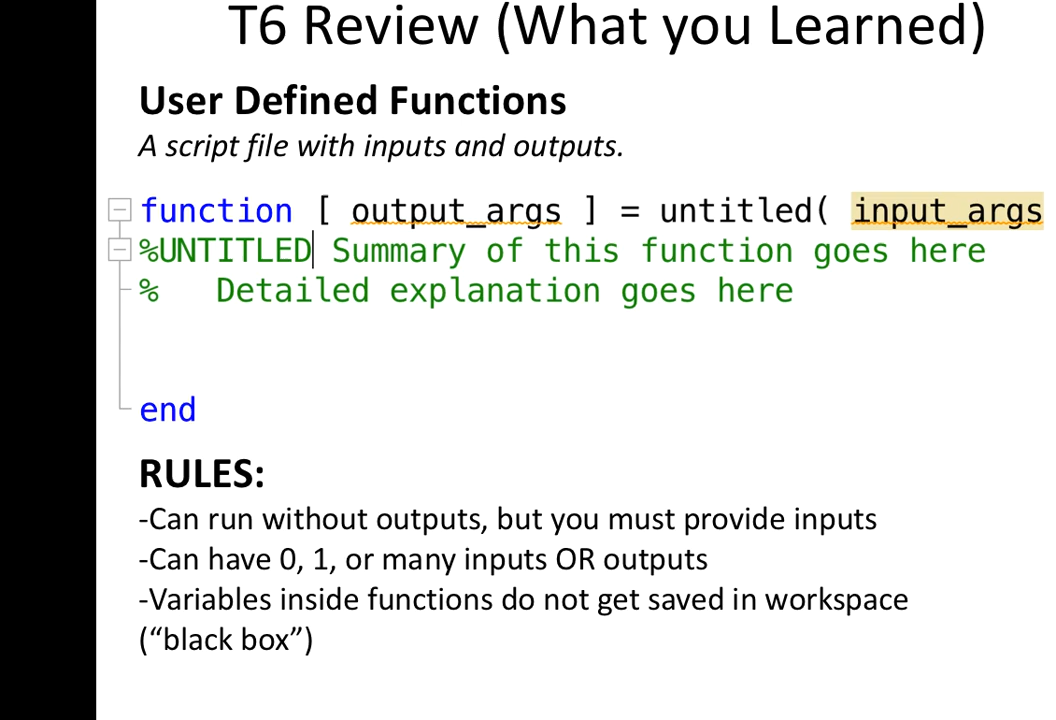 T6 Review (What you Learned)
User Defined Functions
A script file with inputs and outputs.
function [ output_args ] = untitled( input_args
%UNTITLED Summary of this function goes here
%   Detailed explanation goes here
end
RULES:
-Can run without outputs, but you must provide inputs
-Can have 0, 1, or many inputs OR outputs
-Variables inside functions do not get saved in workspace
(“black box”)